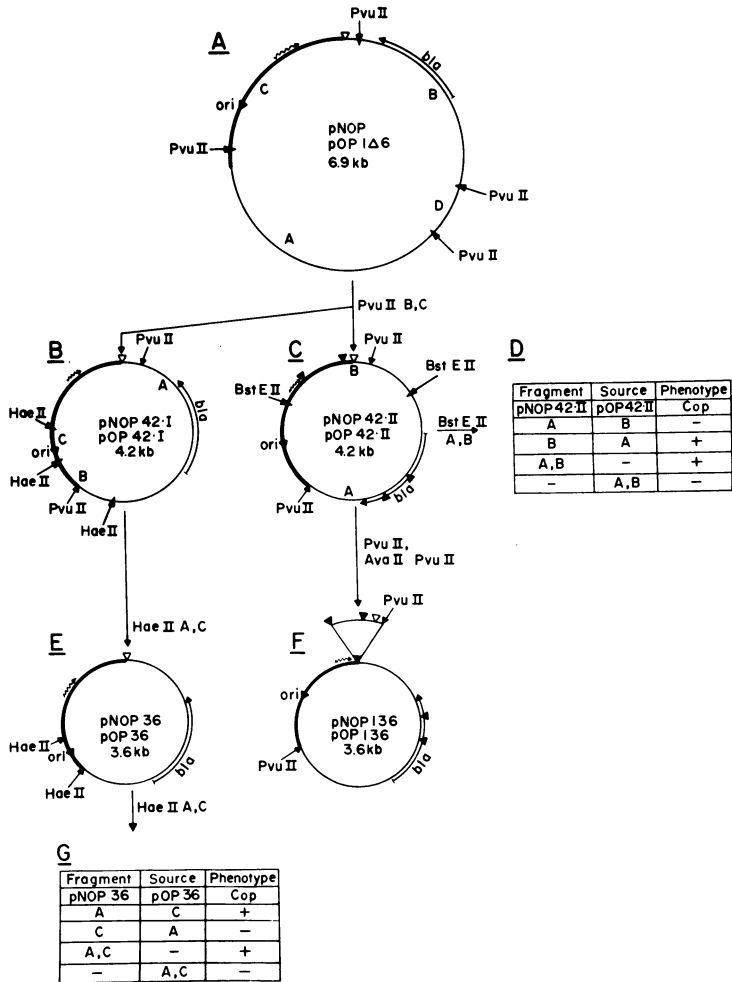 A
Pvu II
bla
C
B
ori
pNOP
pOP 1Δ6
6.9 kb
Pvu II
Pvu II
D
A
Pvu II
Pvu II B,C
B
Pvu II
C
Pvu II
D
B
A
bla
Bst E II
Bst E II
Hae II
pNOP 42·I
pOP 42·I
4.2 kb
pNOP 42·II
pOP 42·II
4.2 kb
Bst E II
A,B
C
ori
ori
Hae II
B
Pvu II
Hae II
Pvu II
A
bla
Fragment Source Phenotype
pNOP42·II pOP42·II Cop
A B −
B A +
A,B − +
− A,B −
Pvu II,
Ava II Pvu II
Hae II A,C
Pvu II
E
F
ori
pNOP 36
pOP 36
3.6 kb
pNOP 136
pOP 136
3.6 kb
Hae II
ori
Hae II
bla
Pvu II
bla
Hae II A,C
G
Fragment Source Phenotype
pNOP 36 pOP 36 Cop
A C +
C A −
A,C − +
− A,C −